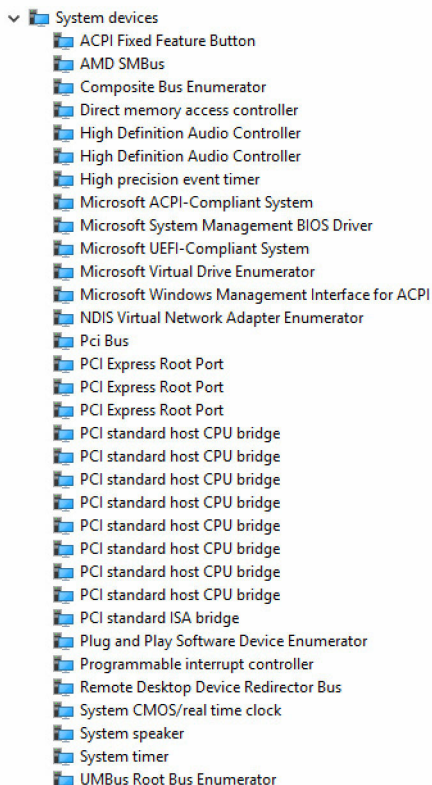 System devices
ACPI Fixed Feature Button
AMD SMBus
Composite Bus Enumerator
Direct memory access controller
High Definition Audio Controller
High Definition Audio Controller
High precision event timer
Microsoft ACPI-Compliant System
Microsoft System Management BIOS Driver
Microsoft UEFI-Compliant System
Microsoft Virtual Drive Enumerator
Microsoft Windows Management Interface for ACPI
NDIS Virtual Network Adapter Enumerator
Pci Bus
PCI Express Root Port
PCI Express Root Port
PCI Express Root Port
PCI standard host CPU bridge
PCI standard host CPU bridge
PCI standard host CPU bridge
PCI standard host CPU bridge
PCI standard host CPU bridge
PCI standard host CPU bridge
PCI standard host CPU bridge
PCI standard host CPU bridge
PCI standard ISA bridge
Plug and Play Software Device Enumerator
Programmable interrupt controller
Remote Desktop Device Redirector Bus
System CMOS/real time clock
System speaker
System timer
UMBus Root Bus Enumerator